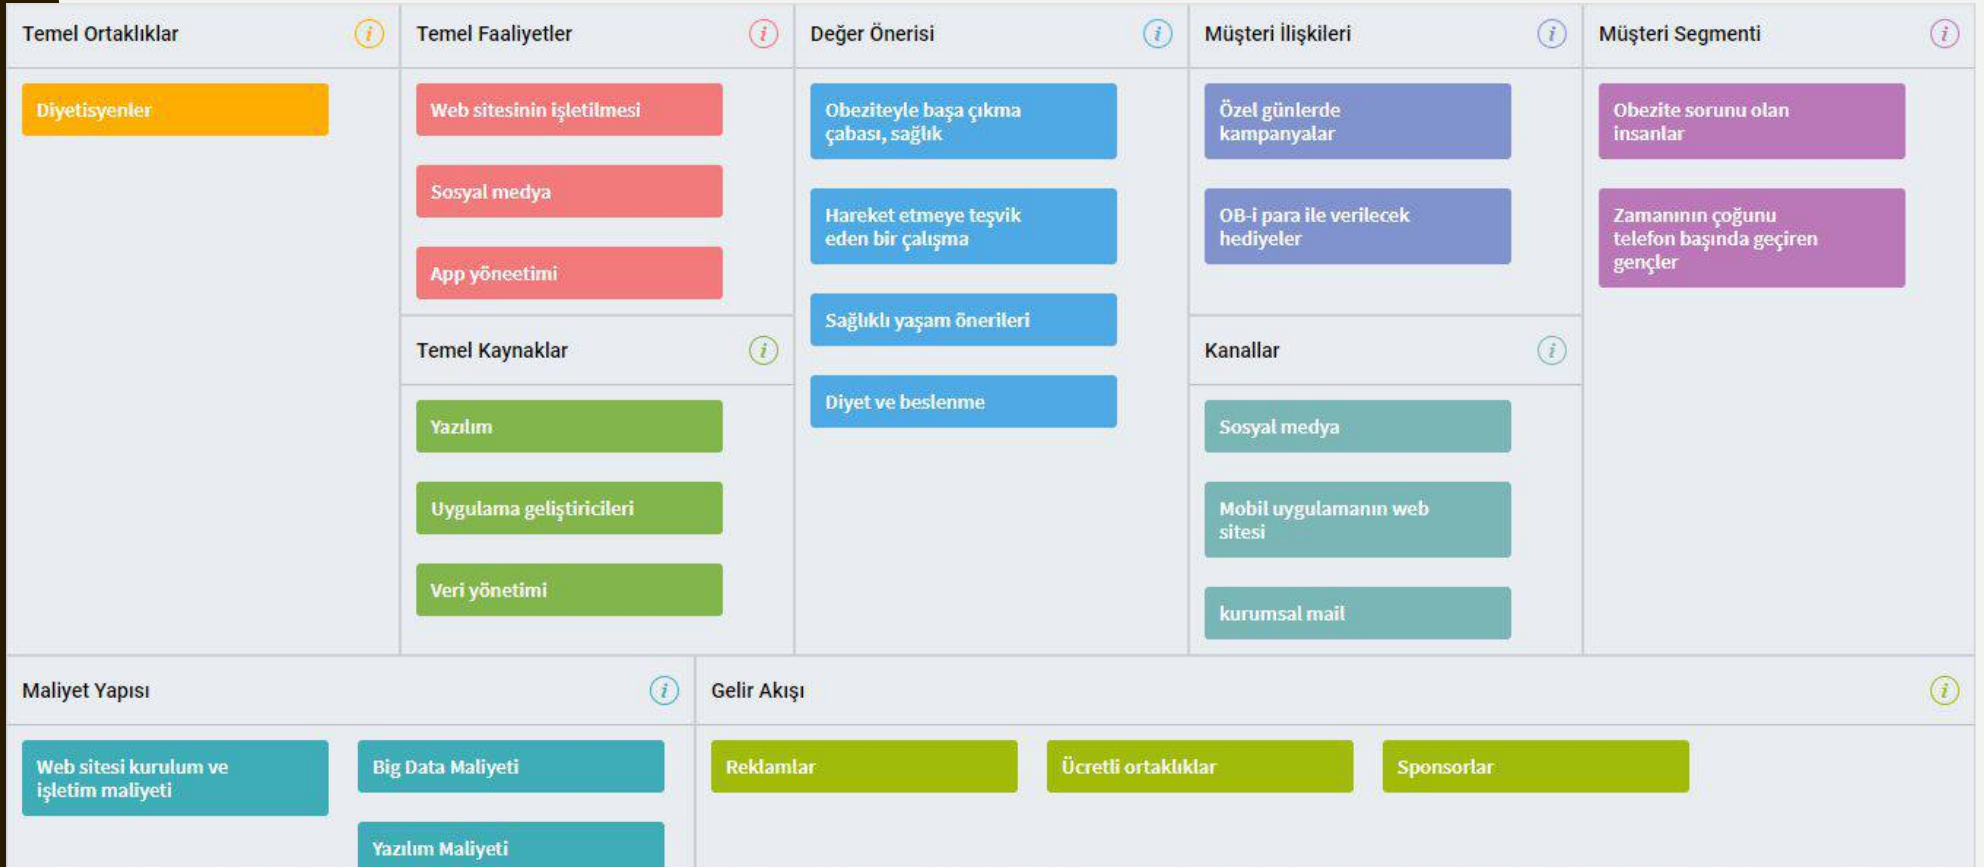 Temel Ortaklıklar
Diyetisyenler
Temel Faaliyetler
Web sitesinin işletilmesi
Sosyal medya
App yöneetimi
Temel Kaynaklar
Yazılım
Uygulama geliştiricileri
Veri yönetimi
Değer Önerisi
Obeziteyle başa çıkma
çabası, sağlık
Hareket etmeye teşvik
eden bir çalışma
Sağlıklı yaşam önerileri
Diyet ve beslenme
Müşteri İlişkileri
Özel günlerde
kampanyalar
OB-i para ile verilecek
hediyeler
Kanallar
Sosyal medya
Mobil uygulamanın web
sitesi
kurumsal mail
Müşteri Segmenti
Obezite sorunu olan
insanlar
Zamanının çoğunu
telefon başında geçiren
gençler
Maliyet Yapısı
Web sitesi kurulum ve
işletim maliyeti
Big Data Maliyeti
Yazılım Maliyeti
Gelir Akışı
Reklamlar
Ücretli ortaklıklar
Sponsorlar